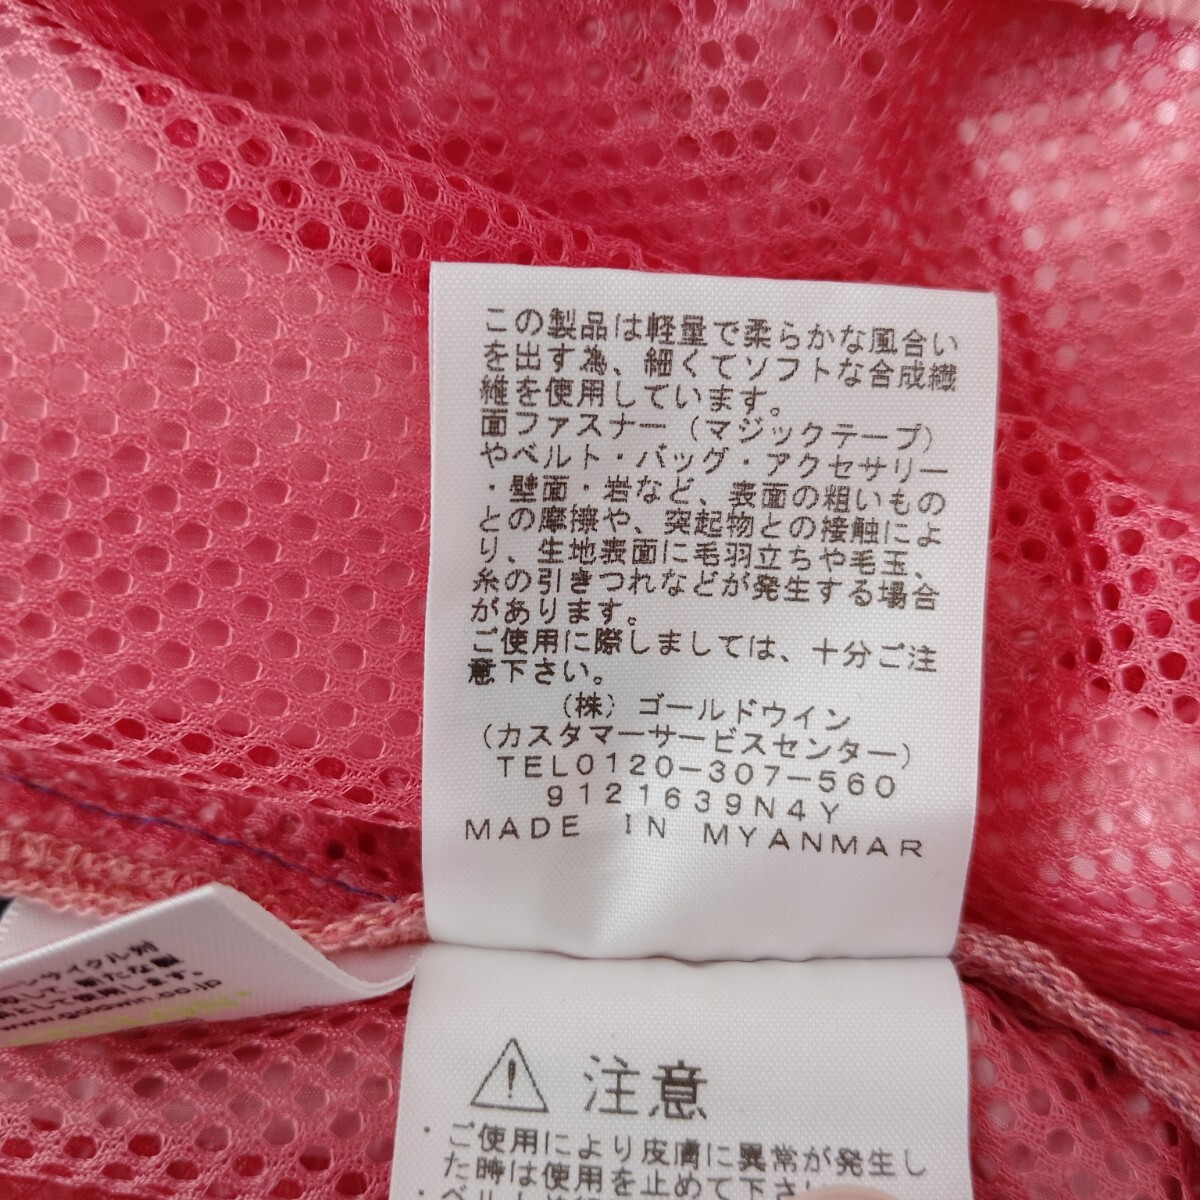 この製品は軽量で柔らかな風合い
を出す為、細くてソフトな合成繊
維を使用しています。
面ファスナー(マジックテープ)
やベルト・バッグ・アクセサリー
・壁面・岩など、表面の粗いもの
との摩擦や、突起物との接触によ
り、生地表面に毛羽立ちや毛玉、
糸の引きつれなどが発生する場合
があります。
ご使用に際しましては、十分ご注
意下さい。
(株)ゴールドウイン
(カスタマーサービスセンター)
TEL0120-307-560
9121639N4Y
MADE IN MYANMAR
注意
・ご使用により皮膚に異常が発生し
た時は使用を止めて下さ